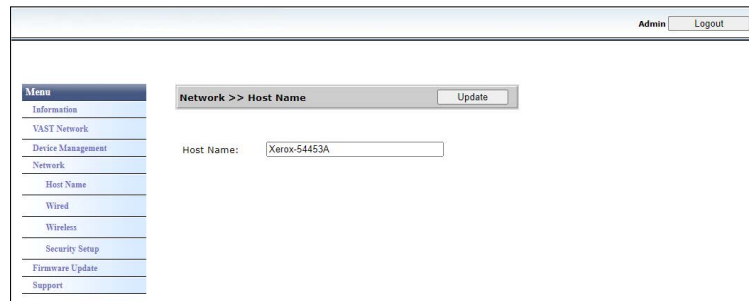 Admin Logout
Menu
Information
VAST Network
Device Management
Network
Host Name
Wired
Wireless
Security Setup
Firmware Update
Support
Network >> Host Name Update
Host Name: Xerox-54453A